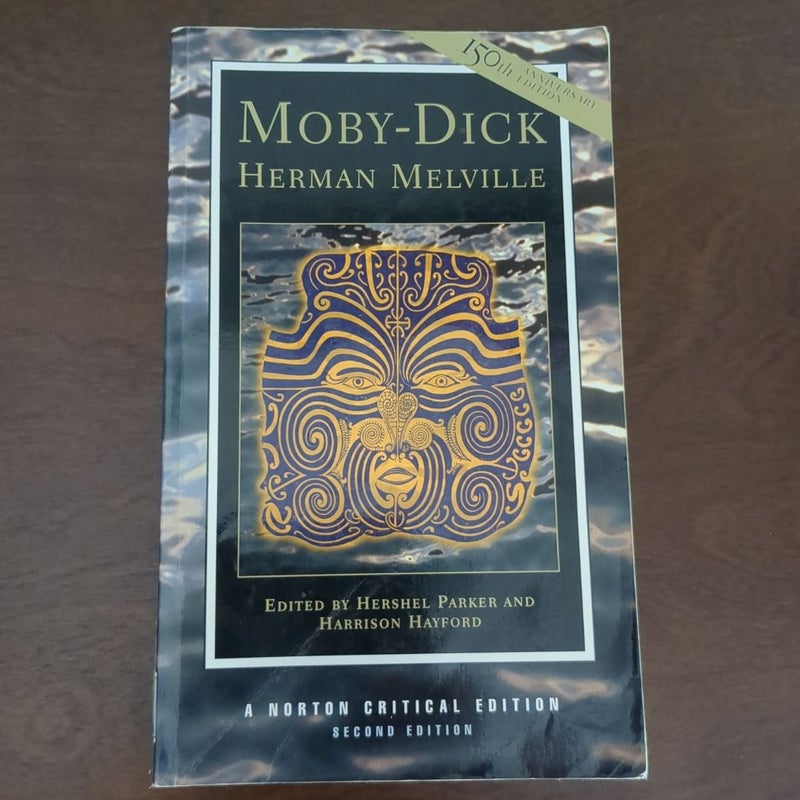 150th ANNIVERSARY
EDITION
MOBY-DICK
HERMAN MELVILLE
EDITED BY HERSHEL PARKER AND
HARRISON HAYFORD
A NORTON CRITICAL EDITION
SECOND EDITION